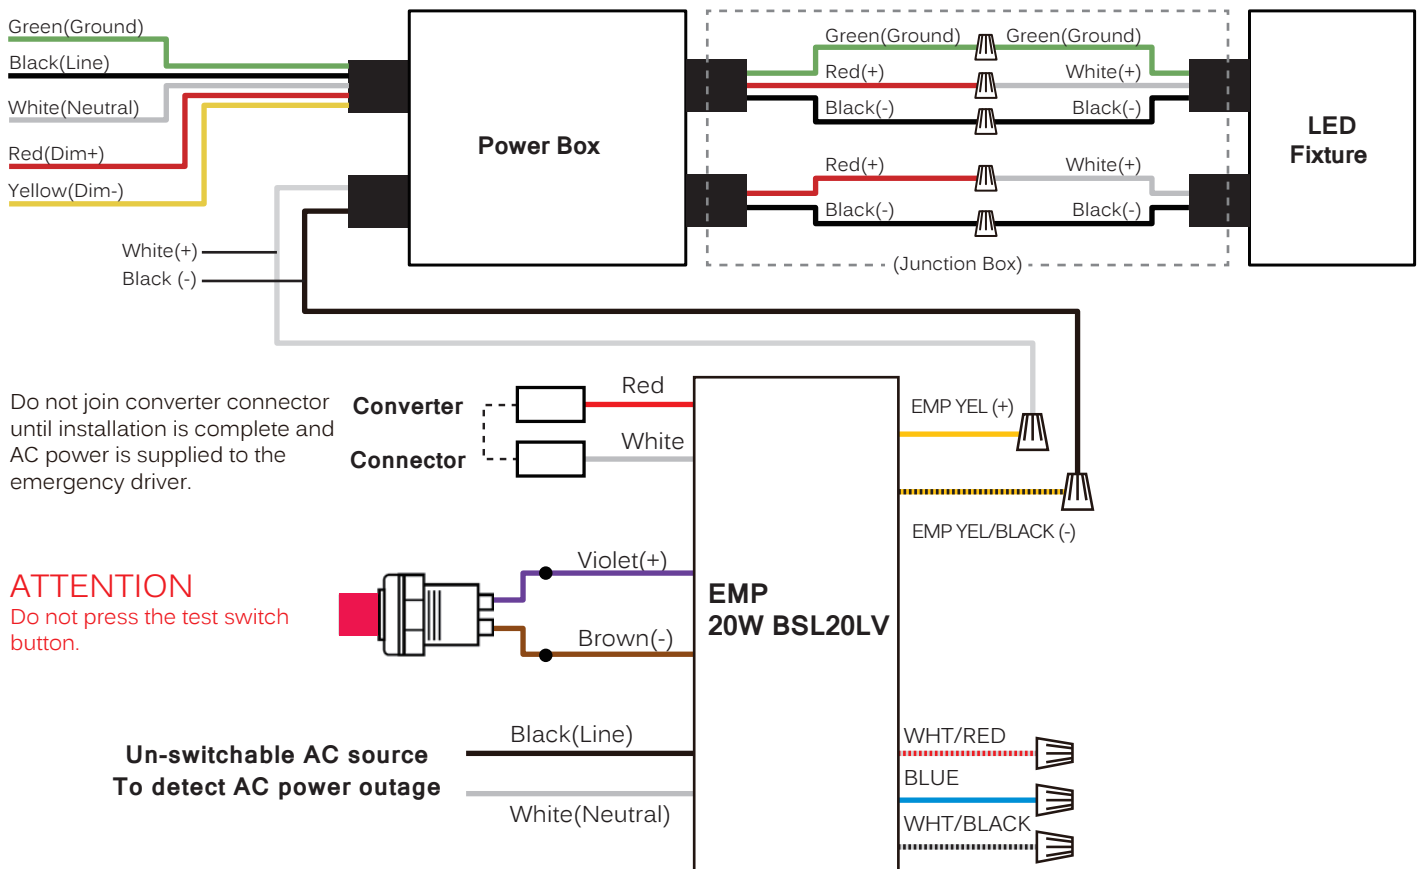 Green(Ground)
Black(Line)
White(Neutral)
Red(Dim+)
Yellow(Dim-)
White(+)
Black (-)
Power Box
Green(Ground)
Green(Ground)
Red(+)
White(+)
Black(-)
Black(-)
Red(+)
White(+)
Black(-)
Black(-)
(Junction Box)
LED
Fixture
Do not join converter connector
until installation is complete and
AC power is supplied to the
emergency driver.
Converter
Connector
Red
White
EMP YEL (+)
EMP YEL/BLACK (-)
ATTENTION
Do not press the test switch
button.
Violet(+)
Brown(-)
EMP
20W BSL20LV
Un-switchable AC source
To detect AC power outage
Black(Line)
White(Neutral)
WHT/RED
BLUE
WHT/BLACK